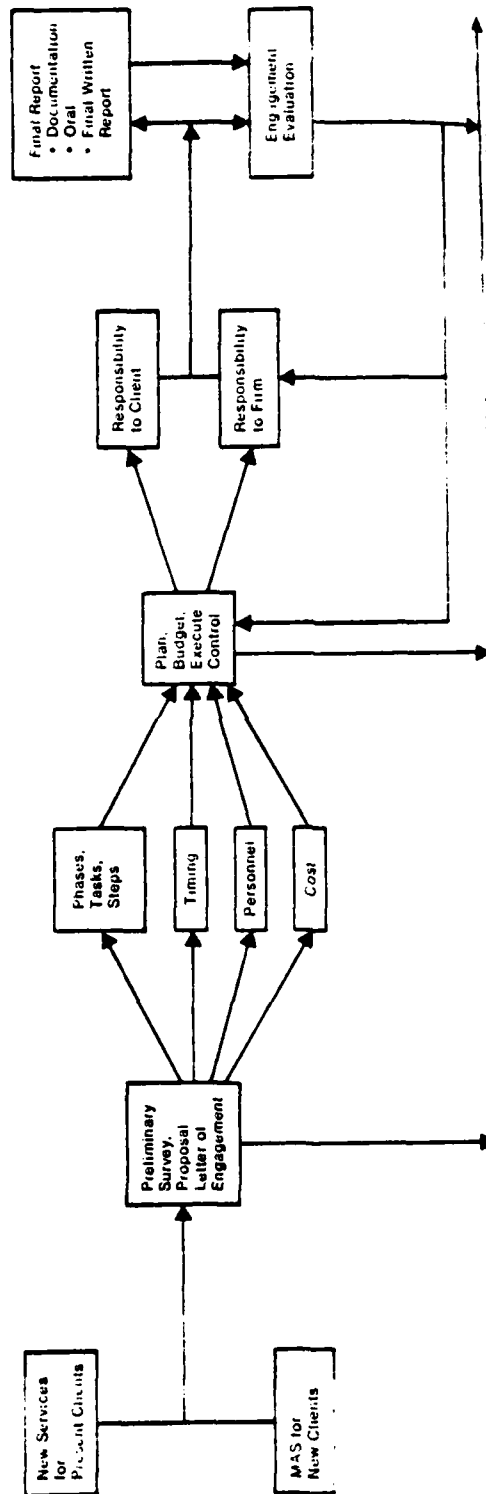 New Services
for
Present Clients
MAS for
New Clients
Preliminary
Survey,
Proposal
Letter of
Engagement
Phases,
Tasks,
Steps
Timing
Personnel
Cost
Plan,
Budget,
Execute
Control
Responsibility
to Client
Responsibility
to Firm
Final Report
• Documentation
• Oral
• Final Written
Report
Engagement
Evaluation